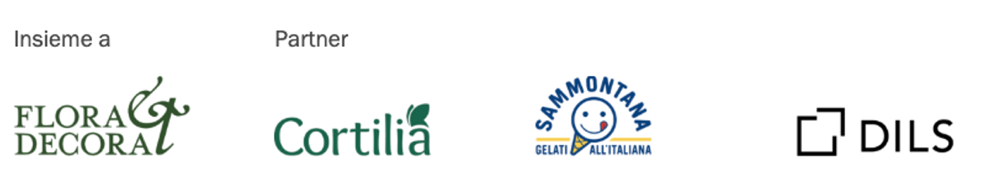 Insieme a
Partner
FLORA &
DECORA
Cortilia
SAMMONTANA
GELATI ALL'ITALIANA
DILS